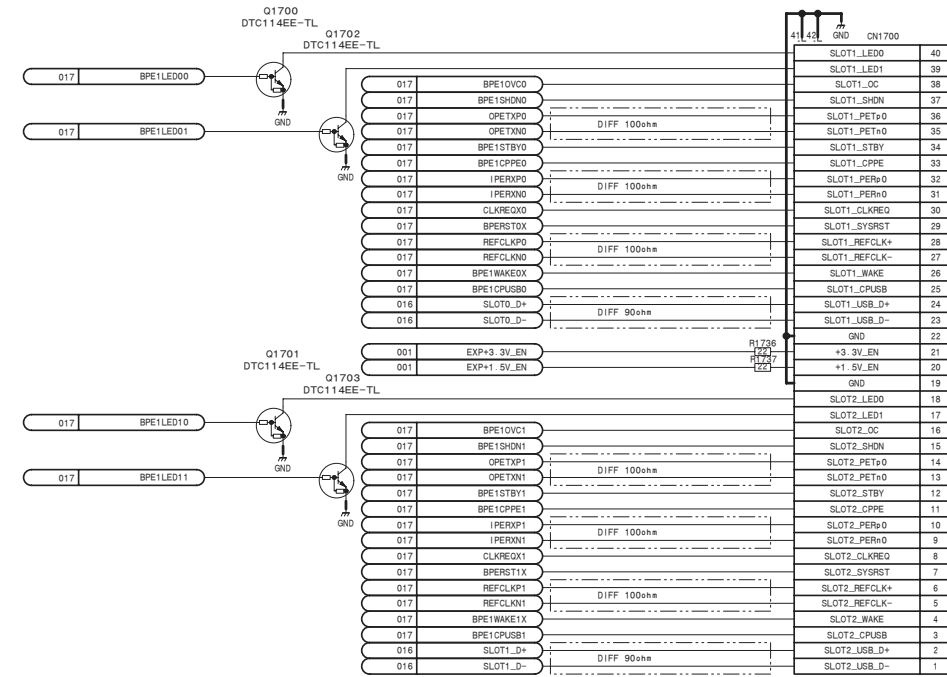 Q1700
DTC114EE-TL
Q1702
DTC114EE-TL
41 42 GND CN1700
SLOT1_LED0 40
SLOT1_LED1 39
017 BPE1LED00
017 BPE1OVC0 SLOT1_OC 38
017 BPE1SHDN0 SLOT1_SHDN 37
GND
017 OPETXP0 DIFF 100ohm SLOT1_PETp0 36
017 BPE1LED01
017 OPETXN0 SLOT1_PETn0 35
017 BPE1STBY0 SLOT1_STBY 34
017 BPE1CPPE0 SLOT1_CPPE 33
GND
017 IPERXP0 DIFF 100ohm SLOT1_PERp0 32
017 IPERXN0 SLOT1_PERn0 31
017 CLKREQX0 SLOT1_CLKREQ 30
017 BPERST0X SLOT1_SYSRST 29
017 REFCLKP0 DIFF 100ohm SLOT1_REFCLK+ 28
017 REFCLKN0 SLOT1_REFCLK- 27
017 BPE1WAKE0X SLOT1_WAKE 26
017 BPE1CPUSB0 SLOT1_CPUSB 25
016 SLOT0_D+ DIFF 90ohm SLOT1_USB_D+ 24
016 SLOT0_D- SLOT1_USB_D- 23
GND 22
R1736
001 EXP+3.3V_EN 22 +3.3V_EN 21
R1737
001 EXP+1.5V_EN 22 +1.5V_EN 20
Q1701
DTC114EE-TL
Q1703
DTC114EE-TL
GND 19
SLOT2_LED0 18
SLOT2_LED1 17
017 BPE1LED10
017 BPE1OVC1 SLOT2_OC 16
017 BPE1SHDN1 SLOT2_SHDN 15
GND
017 OPETXP1 DIFF 100ohm SLOT2_PETp0 14
017 BPE1LED11
017 OPETXN1 SLOT2_PETn0 13
017 BPE1STBY1 SLOT2_STBY 12
017 BPE1CPPE1 SLOT2_CPPE 11
GND
017 IPERXP1 DIFF 100ohm SLOT2_PERp0 10
017 IPERXN1 SLOT2_PERn0 9
017 CLKREQX1 SLOT2_CLKREQ 8
017 BPERST1X SLOT2_SYSRST 7
017 REFCLKP1 DIFF 100ohm SLOT2_REFCLK+ 6
017 REFCLKN1 SLOT2_REFCLK- 5
017 BPE1WAKE1X SLOT2_WAKE 4
017 BPE1CPUSB1 SLOT2_CPUSB 3
016 SLOT1_D+ DIFF 90ohm SLOT2_USB_D+ 2
016 SLOT1_D- SLOT2_USB_D- 1